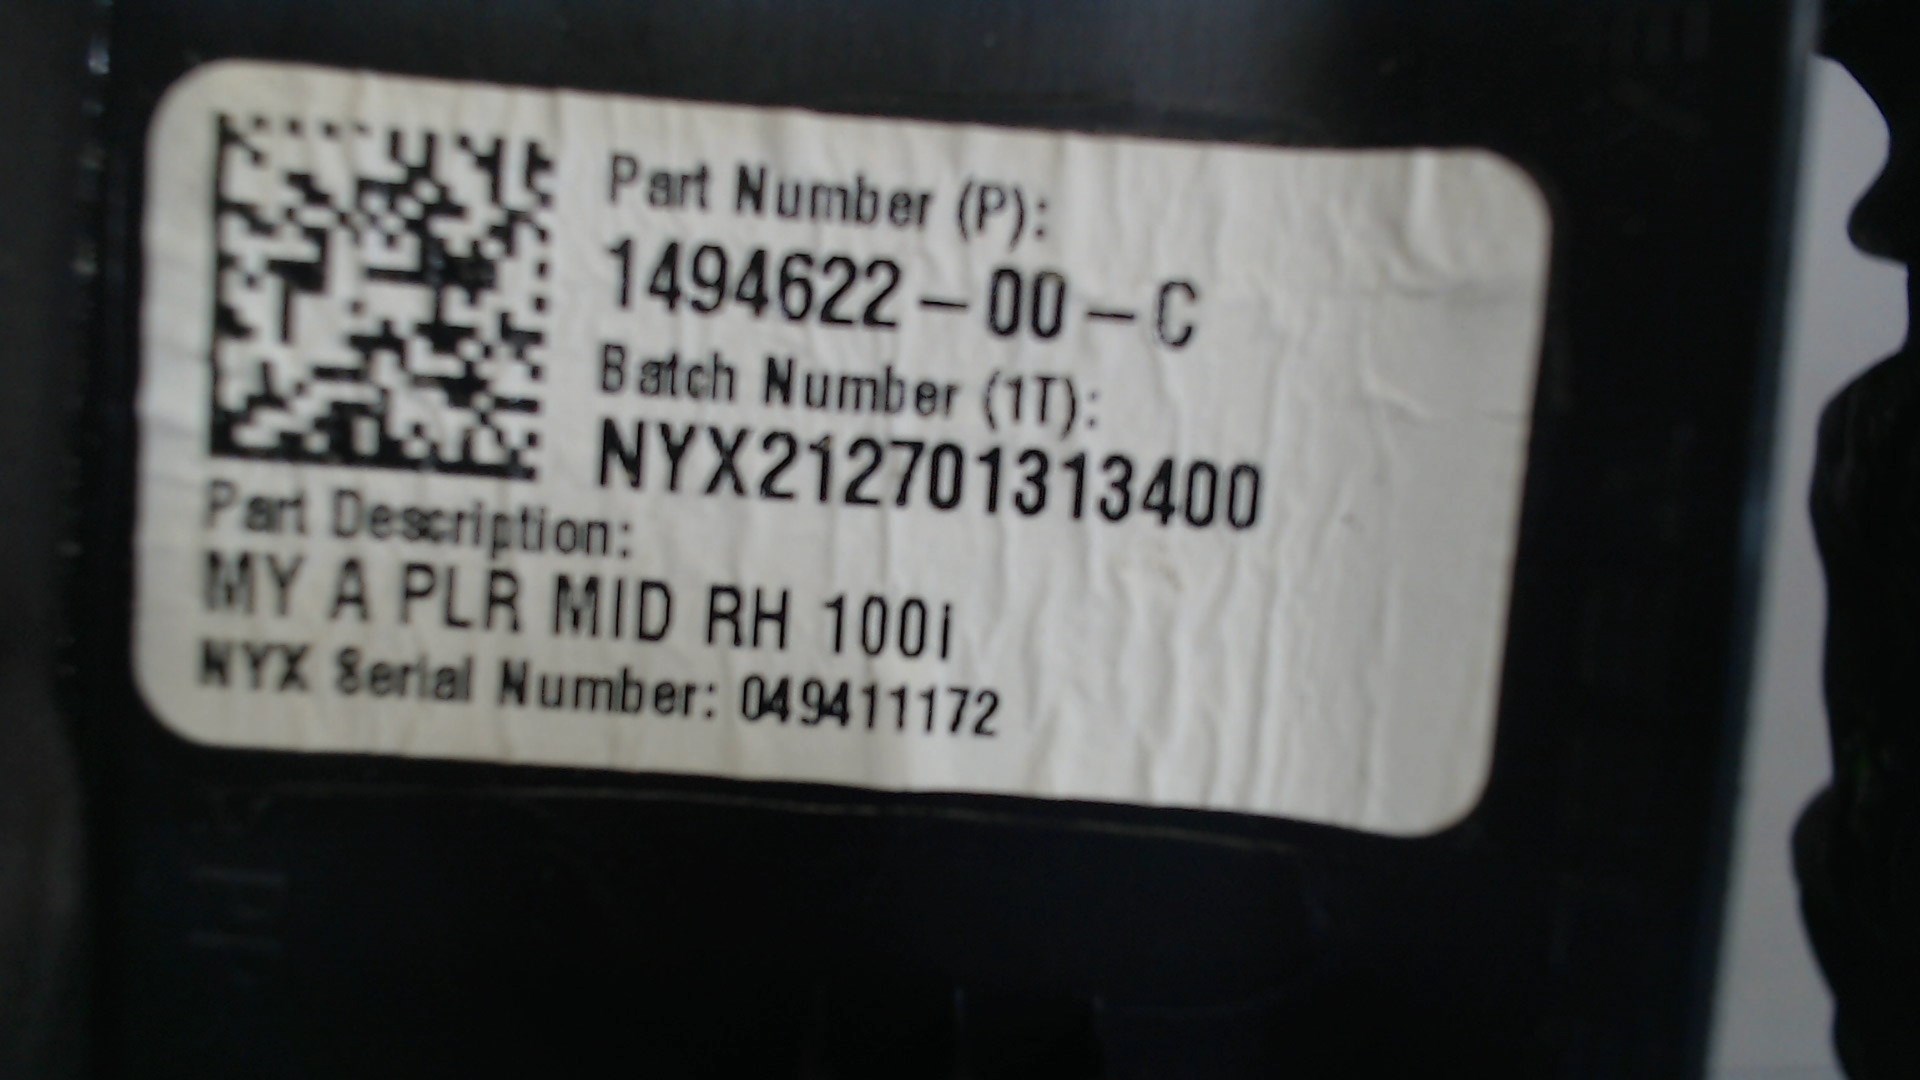 Part Number (P):
1494622-00-C
Batch Number (1T):
NYX212701313400
Part Description:
MY A PLR MID RH 100i
NYX Serial Number: 049411172